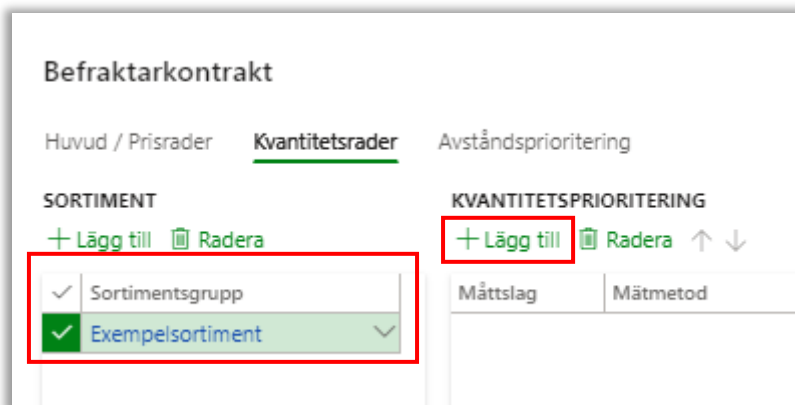 Befraktarkontrakt
Huvud / Prisrader Kvantitetsrader Avståndsprioritering
SORTIMENT
Lägg till Radera
Sortimentsgrupp
Exempelsortiment
KVANTITETSPRIORITERING
Lägg till Radera
Måttslag Mätmetod